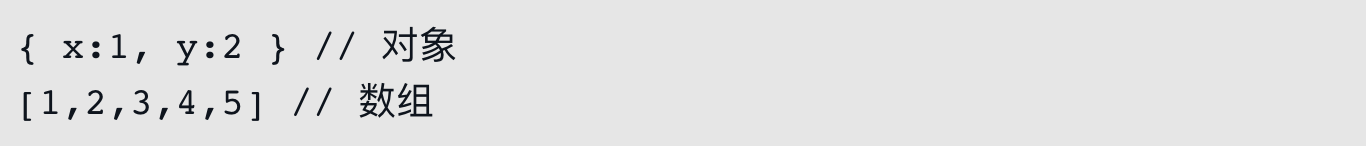 { x:1, y:2 } // 对象
[1,2,3,4,5] // 数组